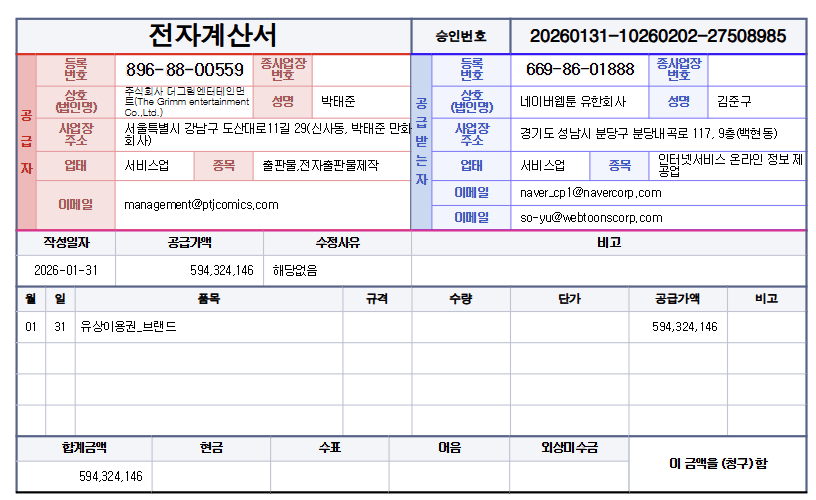 전자계산서
승인번호
20260131-10260202-27508985
공급자
등록번호
896-88-00559
종사업장번호
상호(법인명)
주식회사 더그림엔터테인먼트(The Grimm entertainment Co.,Ltd.)
성명
박태준
사업장주소
서울특별시 강남구 도산대로11길 29(신사동, 박태준 만화회사)
업태
서비스업
종목
출판물,전자출판물제작
이메일
management@ptjcomics.com
공급받는자
등록번호
669-86-01888
종사업장번호
상호(법인명)
네이버웹툰 유한회사
성명
김준구
사업장주소
경기도 성남시 분당구 분당내곡로 117, 9층(백현동)
업태
서비스업
종목
인터넷서비스 온라인 정보 제공업
이메일
naver_cp1@navercorp.com
이메일
so-yu@webtoonscorp.com
작성일자 공급가액 수정사유 비고
2026-01-31 594,324,146 해당없음
월 일 품목 규격 수량 단가 공급가액 비고
01 31 유상이용권_브랜드 594,324,146
합계금액 현금 수표 어음 외상미수금
594,324,146
이 금액을 (청구) 함